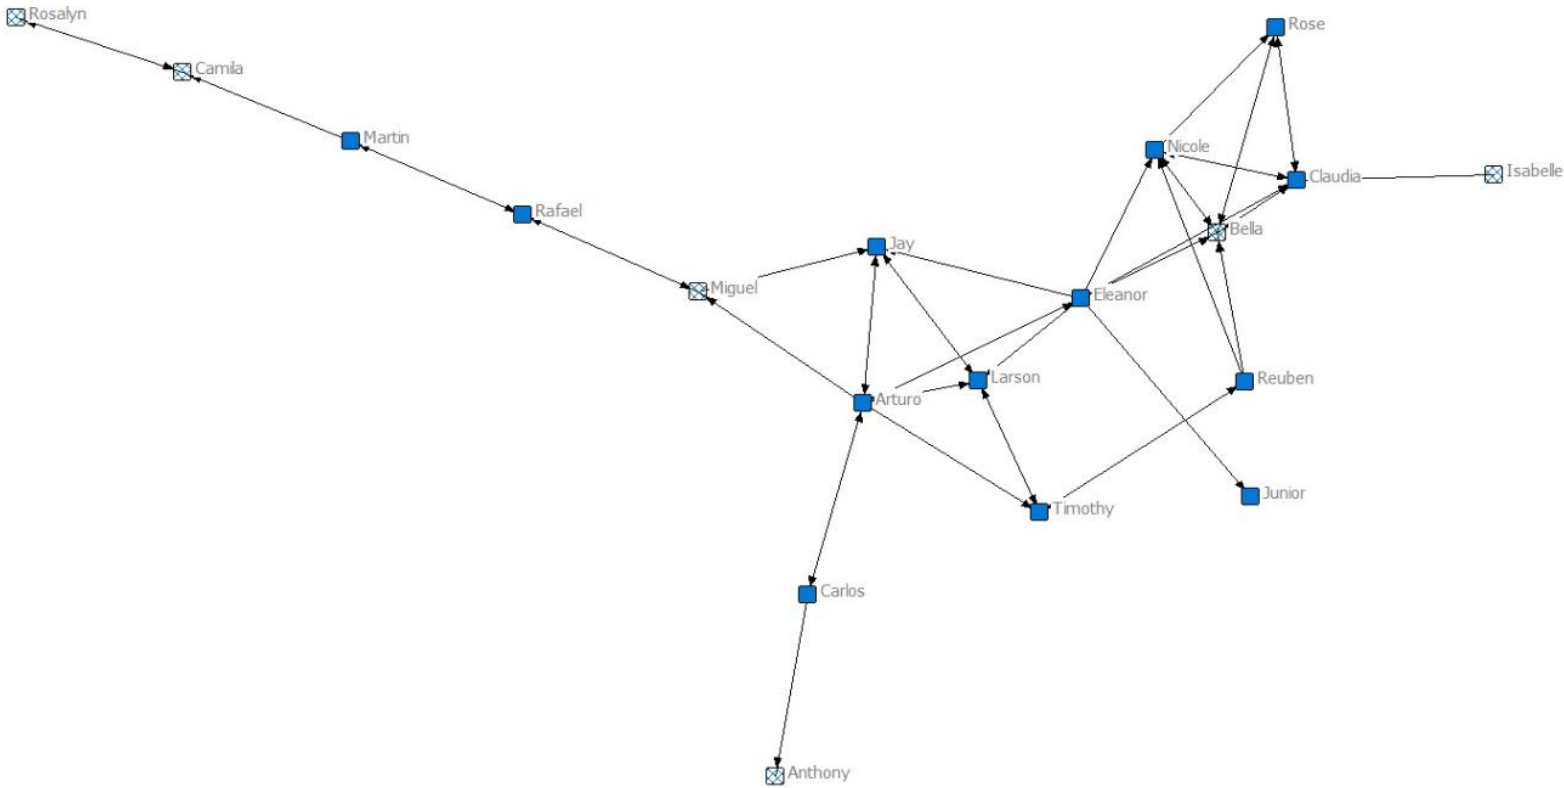 Rosalyn
Rose
Camila
Martin
Nicole
Isabelle
Claudia
Rafael
Bella
Jay
Miguel
Eleanor
Larson
Reuben
Arturo
Junior
Timothy
Carlos
Anthony